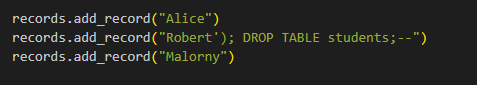 records.add_record("Alice")
records.add_record("Robert'); DROP TABLE students;--")
records.add_record("Malorny")